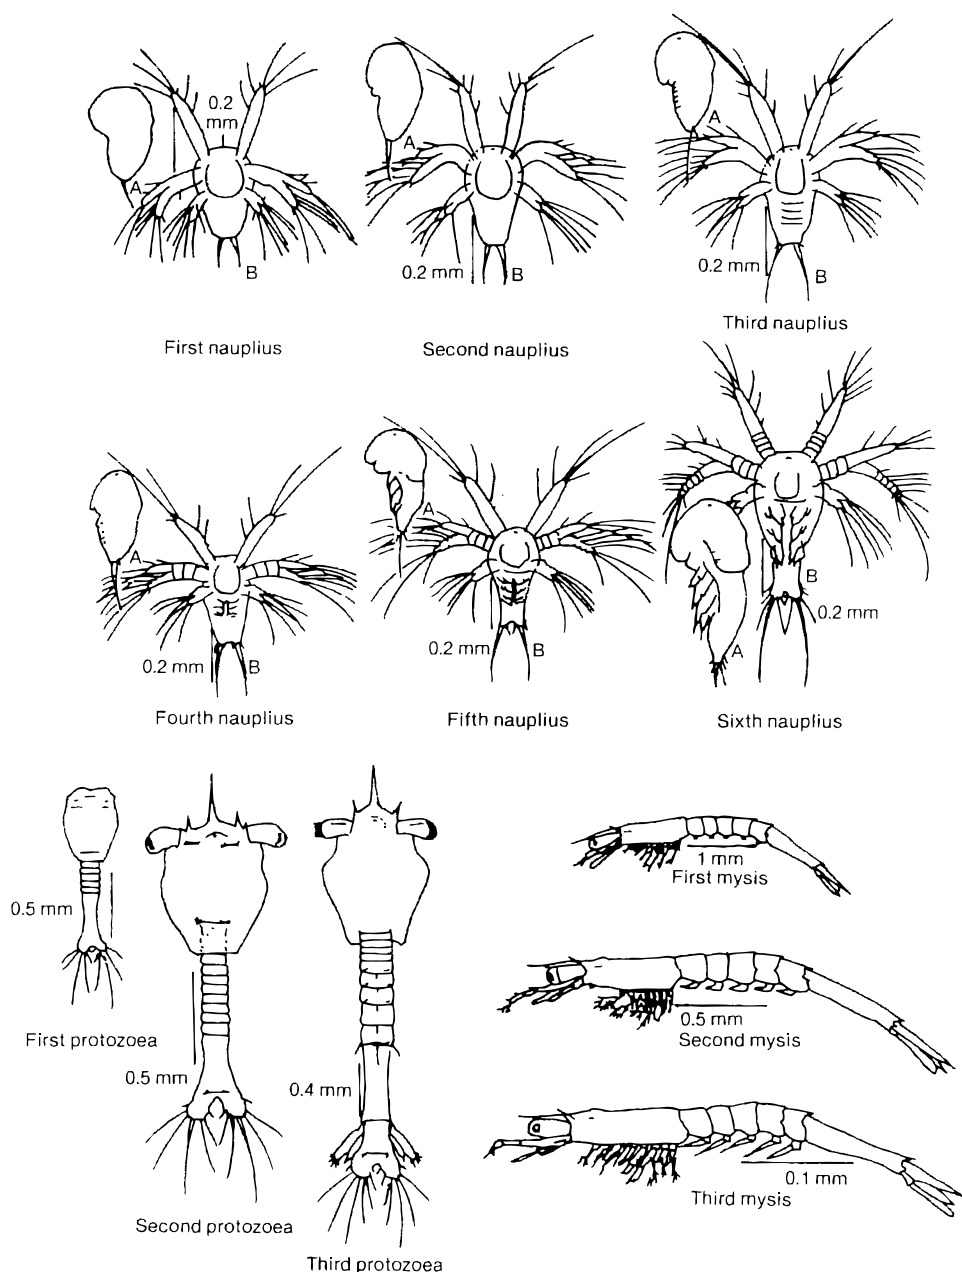 0.2
mm
A
B
First nauplius
A
0.2 mm
B
Second nauplius
A
0.2 mm
B
Third nauplius
A
0.2 mm
B
Fourth nauplius
A
0.2 mm
B
Fifth nauplius
B
0.2 mm
A
Sixth nauplius
0.5 mm
First protozoea
0.5 mm
Second protozoea
0.4 mm
Third protozoea
1 mm
First mysis
0.5 mm
Second mysis
0.1 mm
Third mysis